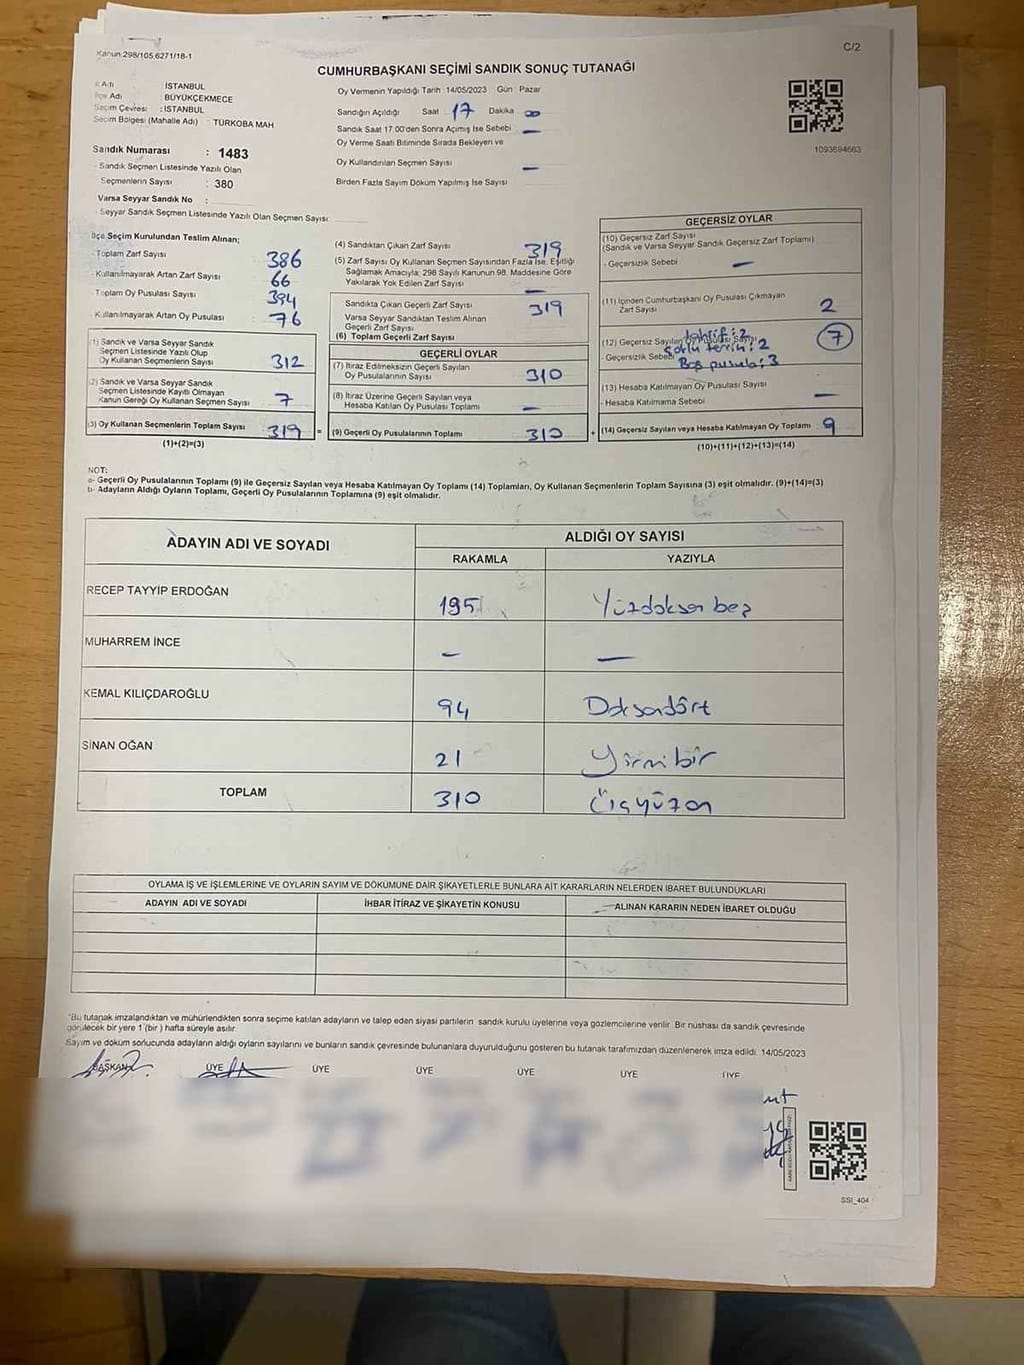 Kanun:298/105.6271/18-1
C/2
CUMHURBAŞKANI SEÇİMİ SANDIK SONUÇ TUTANAĞI
İl Adı : İSTANBUL
İlçe Adı : BÜYÜKÇEKMECE
Seçim Çevresi : İSTANBUL
Seçim Bölgesi (Mahalle Adı) : TÜRKOBA MAH.
Sandık Numarası : 1483
Sandık Seçmen Listesinde Yazılı Olan
Seçmenlerin Sayısı : 380
Varsa Seyyar Sandık No :
Seyyar Sandık Seçmen Listesinde Yazılı Olan Seçmen Sayısı:
Oy Vermenin Yapıldığı Tarih :14/05/2023 Gün Pazar
Sandığın Açıldığı Saat 17 Dakika 00
Sandık Saat 17.00'den Sonra Açılmış İse Sebebi —
Oy Verme Saati Bitiminde Sırada Bekleyen ve
Oy Kullandırılan Seçmen Sayısı —
Birden Fazla Sayım Döküm Yapılmış İse Sayısı
1093694663
İlçe Seçim Kurulundan Teslim Alınan;
- Toplam Zarf Sayısı 386
- Kullanılmayarak Artan Zarf Sayısı 66
- Toplam Oy Pusulası Sayısı 394
- Kullanılmayarak Artan Oy Pusulası 76
(1) Sandık ve Varsa Seyyar Sandık
Seçmen Listesinde Yazılı Olup
Oy Kullanan Seçmenlerin Sayısı 312
(2) Sandık ve Varsa Seyyar Sandık
Seçmen Listesinde Kayıtlı Olmayan
Kanun Gereği Oy Kullanan Seçmen Sayısı 7
(3) Oy Kullanan Seçmenlerin Toplam Sayısı 319
(1)+(2)=(3)
(4) Sandıktan Çıkan Zarf Sayısı 319
(5) Zarf Sayısı Oy Kullanan Seçmen Sayısından Fazla İse, Eşitliği
Sağlamak Amacıyla, 298 Sayılı Kanunun 98. Maddesine Göre
Yakılarak Yok Edilen Zarf Sayısı —
Sandıkta Çıkan Geçerli Zarf Sayısı 319
Varsa Seyyar Sandıktan Teslim Alınan
Geçerli Zarf Sayısı
(6) Toplam Geçerli Zarf Sayısı
GEÇERLİ OYLAR
(7) İtiraz Edilmeksizin Geçerli Sayılan
Oy Pusulalarının Sayısı 310
(8) İtiraz Üzerine Geçerli Sayılan veya
Hesaba Katılan Oy Pusulası Toplamı —
= (9) Geçerli Oy Pusulalarının Toplamı 310 +
GEÇERSİZ OYLAR
(10) Geçersiz Zarf Sayısı
(Sandık ve Varsa Seyyar Sandık Geçersiz Zarf Toplamı)
- Geçersizlik Sebebi —
(11) İçinden Cumhurbaşkanı Oy Pusulası Çıkmayan
Zarf Sayısı 2
(12) Geçersiz Sayılan Oy Pusulası Sayısı 7
- Geçersizlik Sebebi
tahrif: 2
: 2
Boş pusula: 3
(13) Hesaba Katılmayan Oy Pusulası Sayısı
- Hesaba Katılmama Sebebi —
(14) Geçersiz Sayılan veya Hesaba Katılmayan Oy Toplamı : 9
(10)+(11)+(12)+(13)=(14)
NOT:
a- Geçerli Oy Pusulalarının Toplamı (9) ile Geçersiz Sayılan veya Hesaba Katılmayan Oy Toplamı (14) Toplamları, Oy Kullanan Seçmenlerin Toplam Sayısına (3) eşit olmalıdır. (9)+(14)=(3)
b- Adayların Aldığı Oyların Toplamı, Geçerli Oy Pusulalarının Toplamına (9) eşit olmalıdır.
ADAYIN ADI VE SOYADI
ALDIĞI OY SAYISI
RAKAMLA YAZIYLA
RECEP TAYYİP ERDOĞAN 195 Yüzdoksan beş
MUHARREM İNCE — —
KEMAL KILIÇDAROĞLU 94 Doksandört
SİNAN OĞAN 21 Yirmi bir
TOPLAM 310 Üçyüzon
OYLAMA İŞ VE İŞLEMLERİNE VE OYLARIN SAYIM VE DÖKÜMÜNE DAİR ŞİKAYETLERLE BUNLARA AİT KARARLARIN NELERDEN İBARET BULUNDUKLARI
ADAYIN ADI VE SOYADI İHBAR İTİRAZ VE ŞİKAYETİN KONUSU ALINAN KARARIN NEDEN İBARET OLDUĞU
*Bu tutanak imzalandıktan ve mühürlendikten sonra seçime katılan adayların ve talep eden siyasi partilerin sandık kurulu üyelerine veya gözlemcilerine verilir. Bir nüshası da sandık çevresinde
görülecek bir yere 1 (bir ) hafta süreyle asılır.
Sayım ve döküm sonucunda adayların aldığı oyların sayılarını ve bunların sandık çevresinde bulunanlara duyurulduğunu gösteren bu tutanak tarafımızdan düzenlenerek imza edildi. 14/05/2023
BAŞKAN ÜYE ÜYE ÜYE ÜYE ÜYE ÜYE
SSI_404